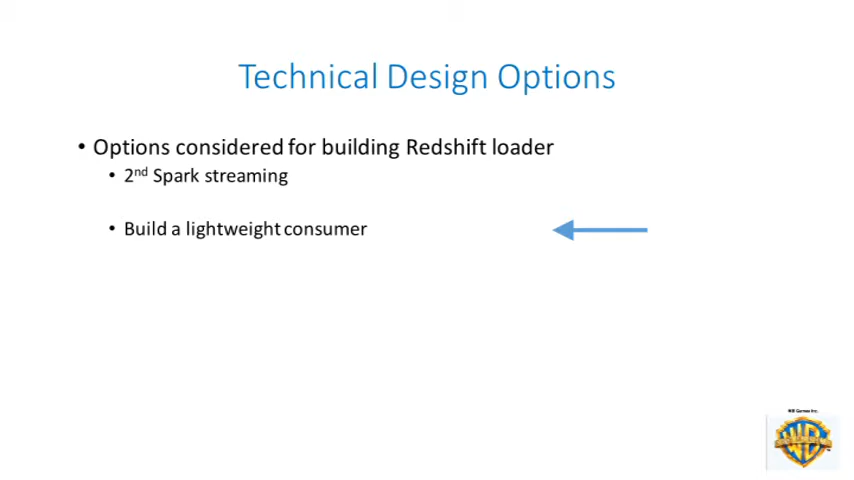 Technical Design Options
• Options considered for building Redshift loader
• 2nd Spark streaming
• Build a lightweight consumer
WB Games Inc.